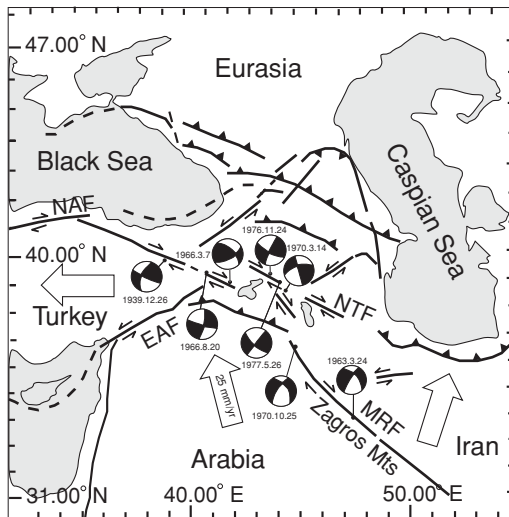 47.00° N
Eurasia
Black Sea
Caspian Sea
NAF
1976.11.24
1966.3.7
1970.3.14
40.00° N
1939.12.26
NTF
Turkey
EAF
1966.8.20
1977.5.26
1963.3.24
25 mm/yr
1970.10.25
MRF
Zagros Mts
Iran
Arabia
31.00° N
40.00° E
50.00° E